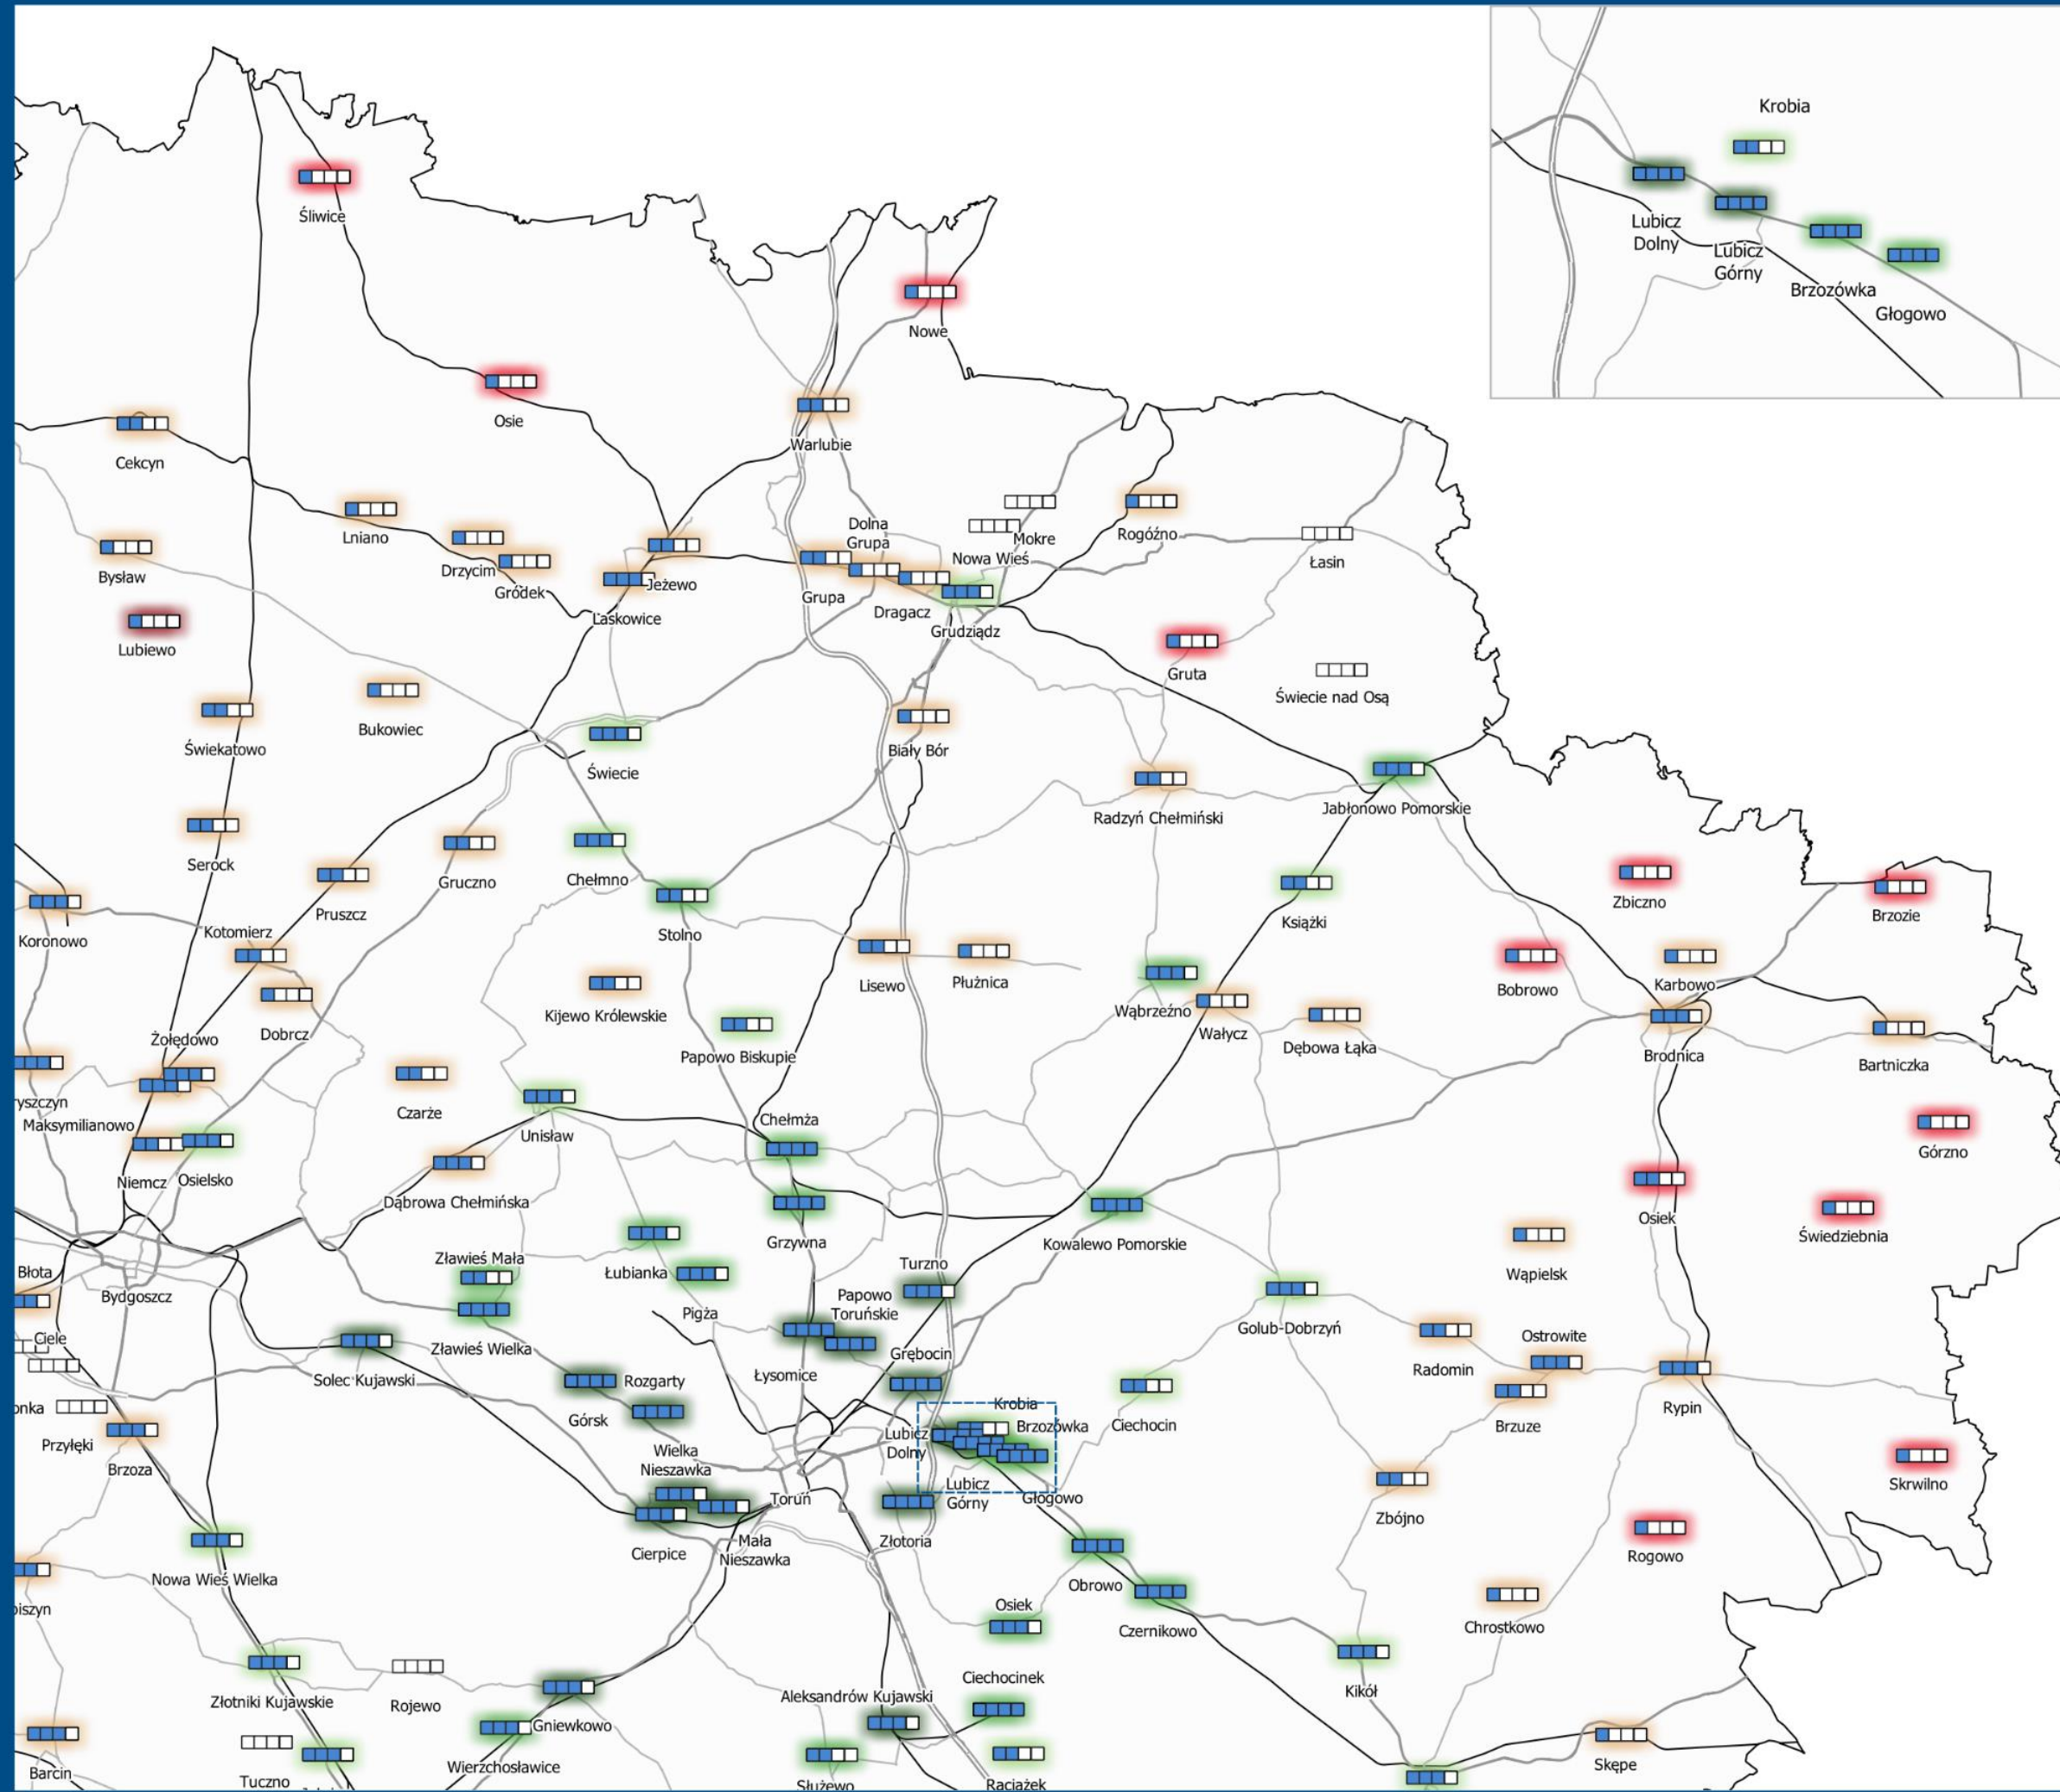 Krobia
Lubicz
Dolny
Lubicz
Górny
Brzozówka
Głogowo
Śliwice
Nowe
Osie
Warlubie
Cekcyn
Lniano
Drzycim
Gródek
Bysław
Lubiewo
Jeżewo
Laskowice
Dolna
Grupa
Grupa
Dragacz
Mokre
Nowa Wieś
Grudziądz
Rogóźno
Łasin
Gruta
Świecie nad Osą
Bukowiec
Świekatowo
Świecie
Biały Bór
Radzyń Chełmiński
Jabłonowo Pomorskie
Serock
Gruczno
Chełmno
Pruszcz
Stolno
Książki
Zbiczno
Brzozie
Koronowo
Kotomierz
Lisewo
Płużnica
Bobrowo
Karbowo
Kijewo Królewskie
Wąbrzeźno
Wałycz
Dębowa Łąka
Dobrcz
Żołędowo
Papowo Biskupie
Brodnica
Bartniczka
ryszczyn
Maksymilianowo
Czarże
Unisław
Chełmża
Górzno
Niemcz
Osielsko
Dąbrowa Chełmińska
Grzywna
Kowalewo Pomorskie
Osiek
Świedziebnia
Wąpielsk
Błota
Bydgoszcz
Zławieś Mała
Łubianka
Pigża
Turzno
Papowo
Toruńskie
Golub-Dobrzyń
Ciele
Zławieś Wielka
Solec Kujawski
Rozgarty
Górsk
Łysomice
Grębocin
Radomin
Ostrowite
Brzuze
Rypin
onka
Przyłęki
Brzoza
Krobia
Brzozówka
Lubicz
Dolny
Lubicz
Górny
Głogowo
Ciechocin
Wielka
Nieszawka
Toruń
Cierpice
Mała
Nieszawka
Złotoria
Zbójno
Skrwilno
Rogowo
Nowa Wieś Wielka
Obrowo
Osiek
Czernikowo
Chrostkowo
biszyn
Złotniki Kujawskie
Rojewo
Gniewkowo
Aleksandrów Kujawski
Ciechocinek
Kikół
Wierzchosławice
Barcin
Tuczno
Służewo
Raciążek
Skępe